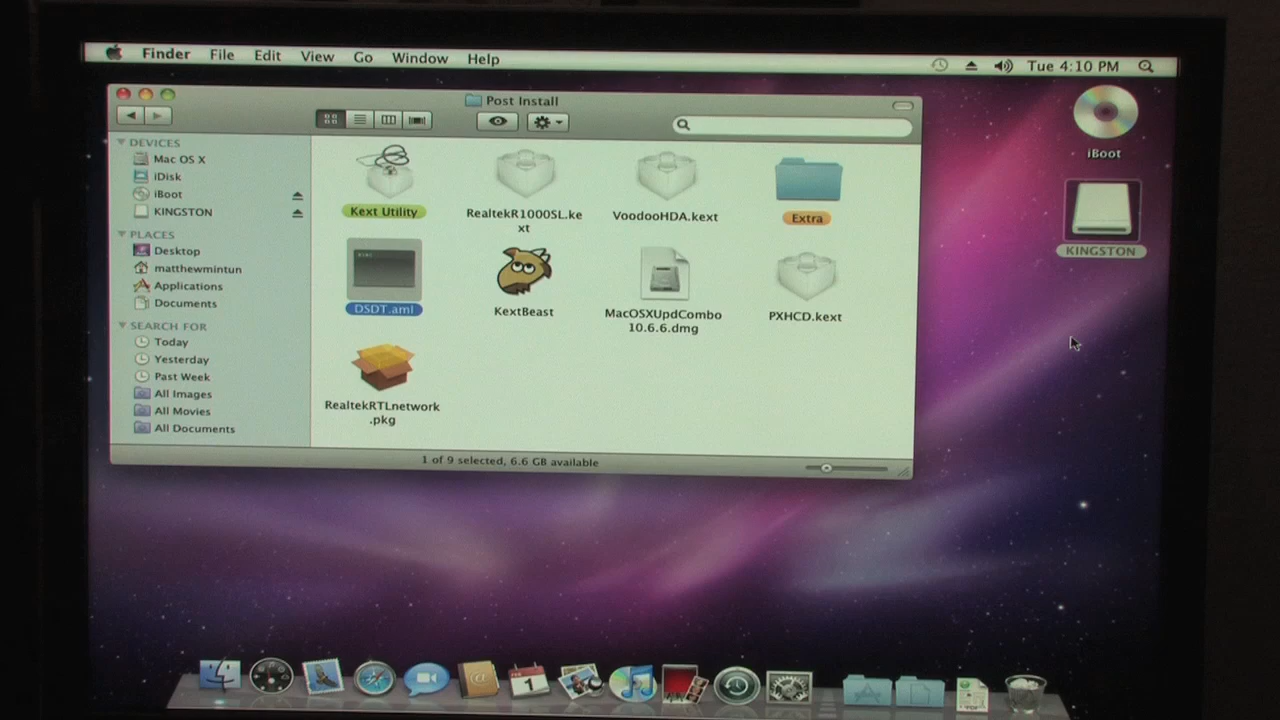 Finder File Edit View Go Window Help
Tue 4:10 PM
Post Install
DEVICES
Mac OS X
iDisk
iBoot
KINGSTON
PLACES
Desktop
matthewmintun
Applications
Documents
SEARCH FOR
Today
Yesterday
Past Week
All Images
All Movies
All Documents
Kext Utility
RealtekR1000SL.ke
xt
VoodooHDA.kext
Extra
DSDT.aml
KextBeast
MacOSXUpdCombo
10.6.6.dmg
PXHCD.kext
RealtekRTLnetwork
.pkg
1 of 9 selected, 6.6 GB available
iBoot
KINGSTON
1